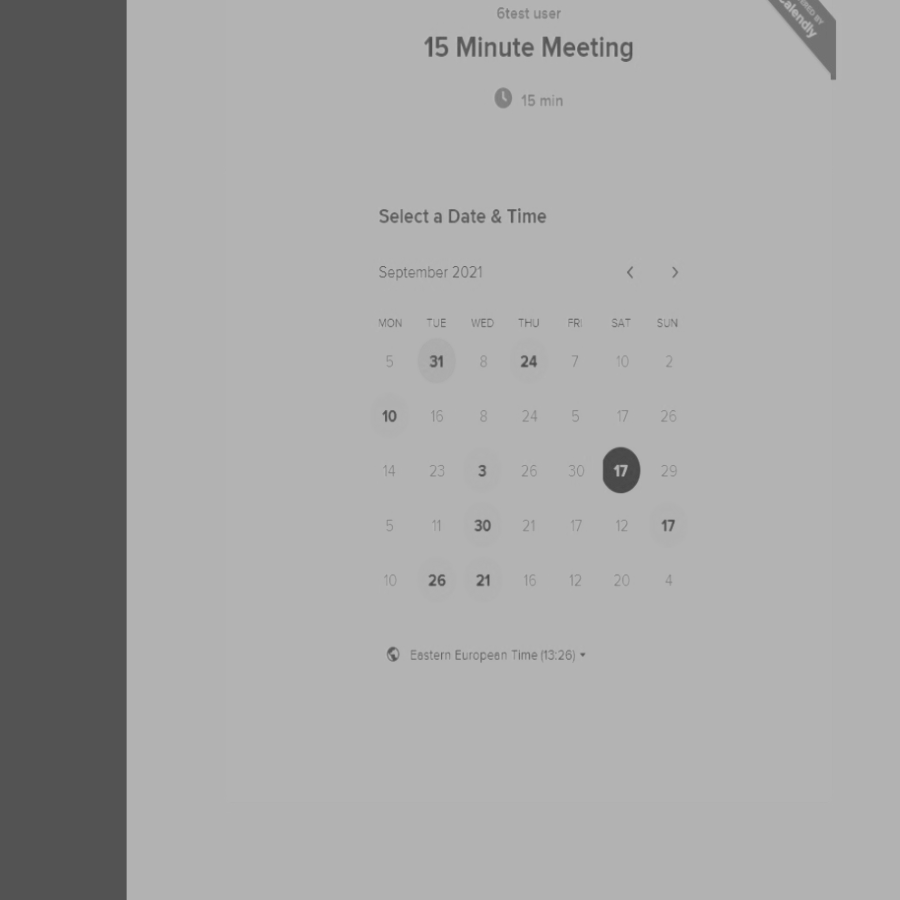 6test user
15 Minute Meeting
15 min
Calendly
Select a Date & Time
September 2021
MON TUE WED THU FRI SAT SUN
5 31 8 24 7 10 2
10 16 8 24 5 17 26
14 23 3 26 30 17 29
5 11 30 21 17 12 17
10 26 21 16 12 20 4
Eastern European Time (13:26)